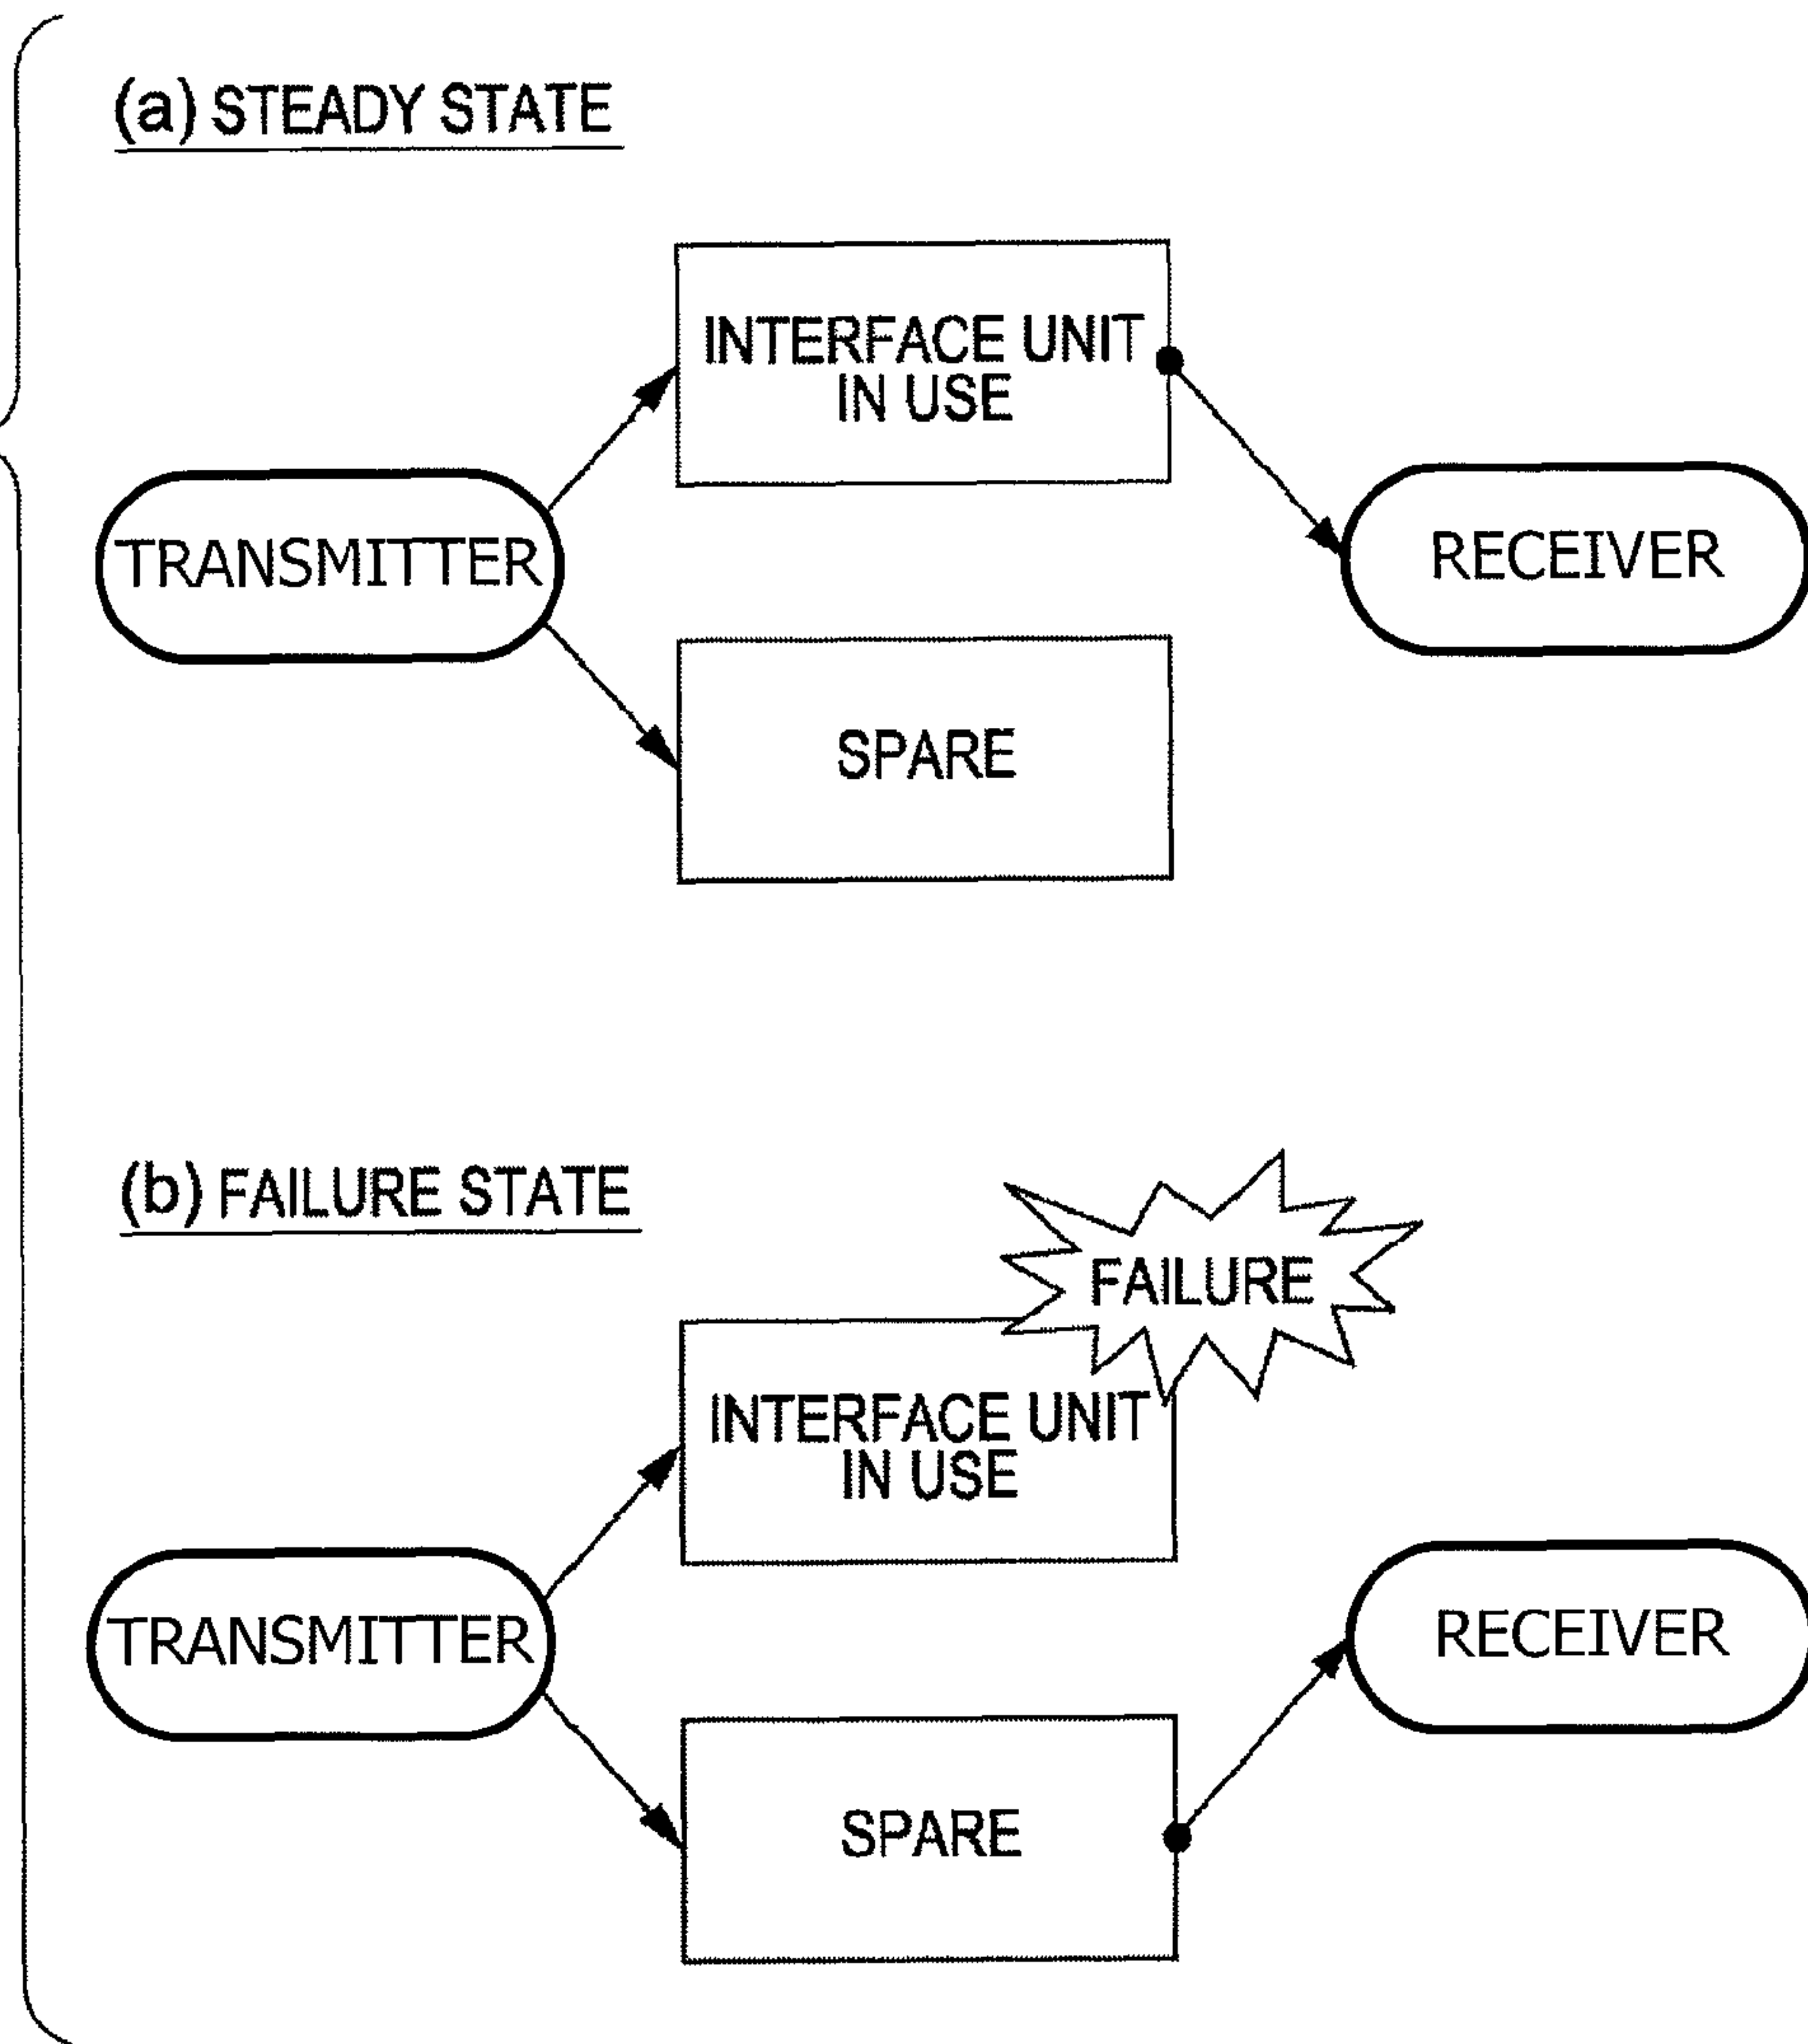 (a) STEADY STATE
INTERFACE UNIT
IN USE
TRANSMITTER
RECEIVER
SPARE
(b) FAILURE STATE
FAILURE
INTERFACE UNIT
IN USE
TRANSMITTER
RECEIVER
SPARE